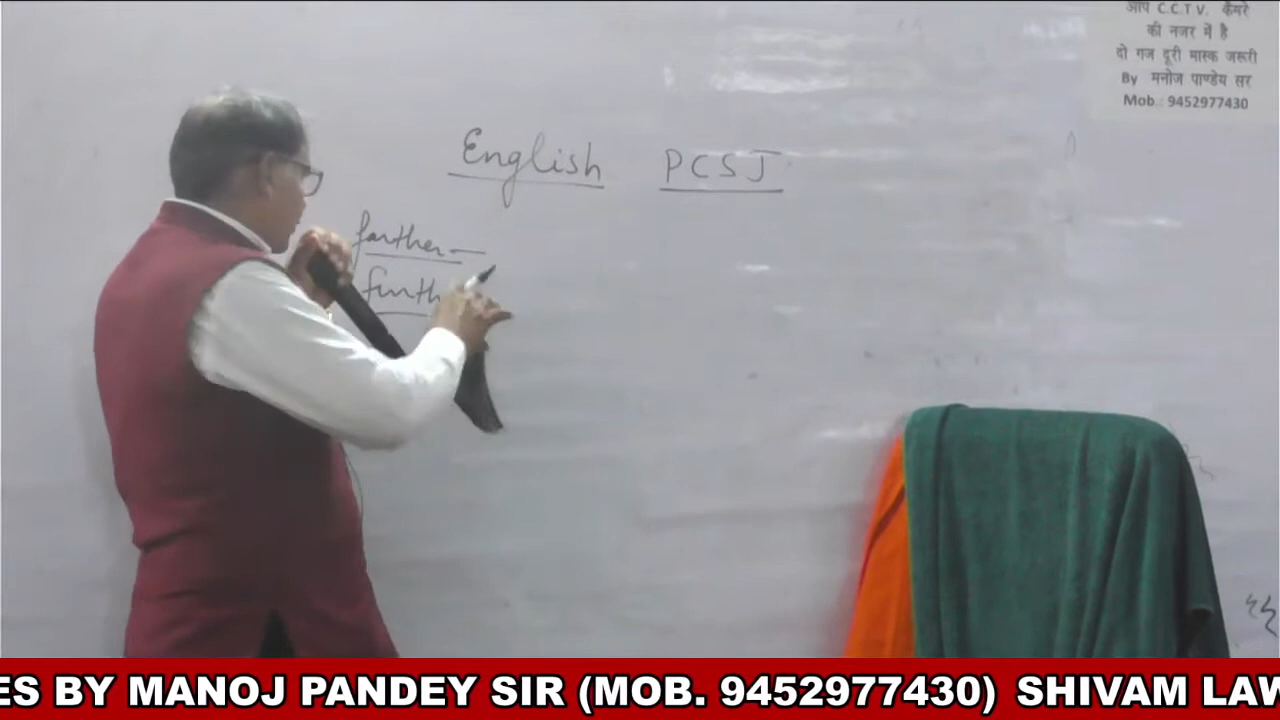 आप C.C.T.V. कैमरे
की नजर में है
दो गज दूरी मास्क जरूरी
By मनोज पाण्डेय सर
Mob.: 9452977430
English PCSJ
farther -
furth
ES BY MANOJ PANDEY SIR (MOB. 9452977430) SHIVAM LAW